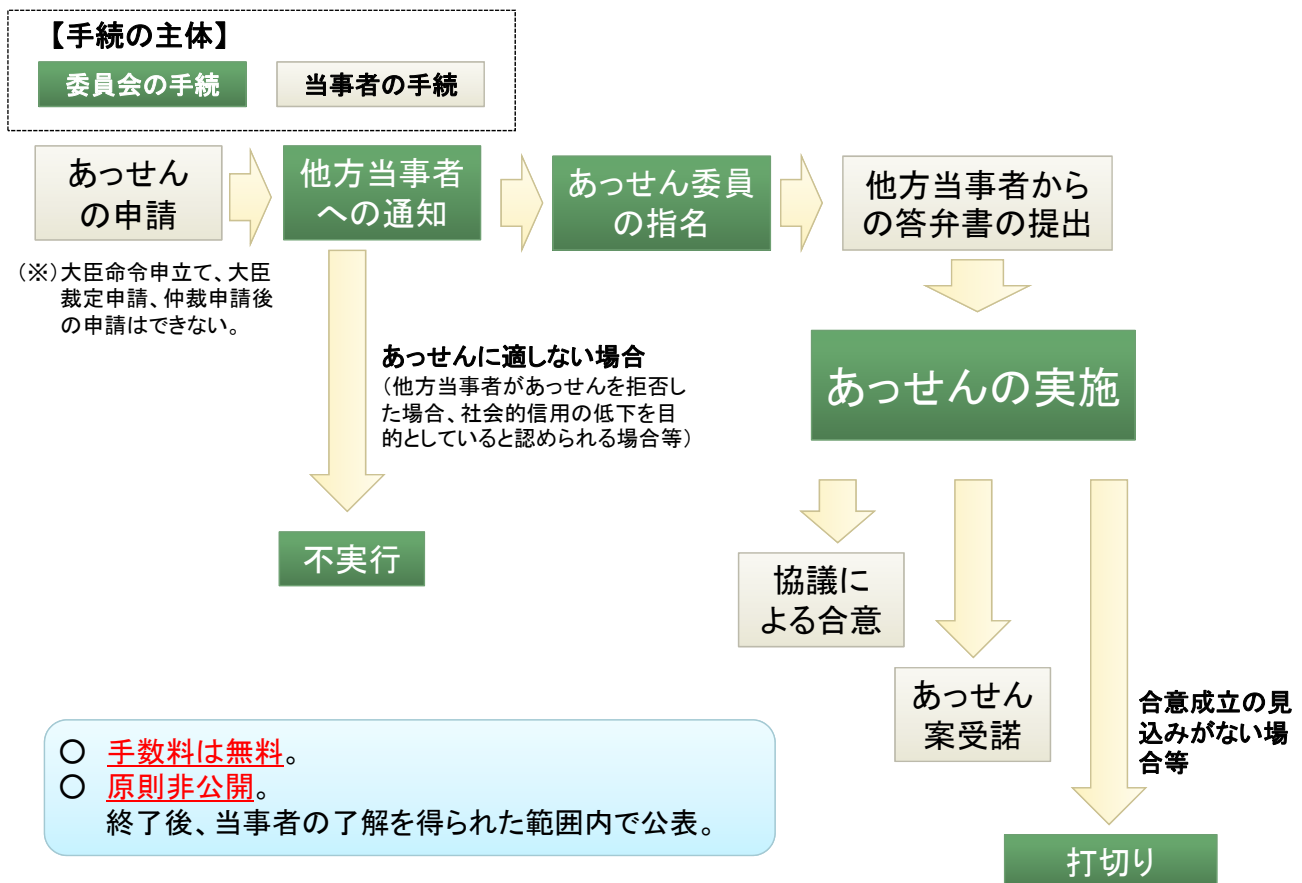 【手続の主体】
委員会の手続
当事者の手続
あっせん
の申請
他方当事者
への通知
あっせん委員
の指名
他方当事者から
の答弁書の提出
(※)大臣命令申立て、大臣
裁定申請、仲裁申請後
の申請はできない。
あっせんに適しない場合
(他方当事者があっせんを拒否し
た場合、社会的信用の低下を目
的としていると認められる場合等)
不実行
あっせんの実施
協議に
よる合意
あっせん
案受諾
合意成立の見
込みがない場
合等
打切り
○ 手数料は無料。
○ 原則非公開。
終了後、当事者の了解を得られた範囲内で公表。